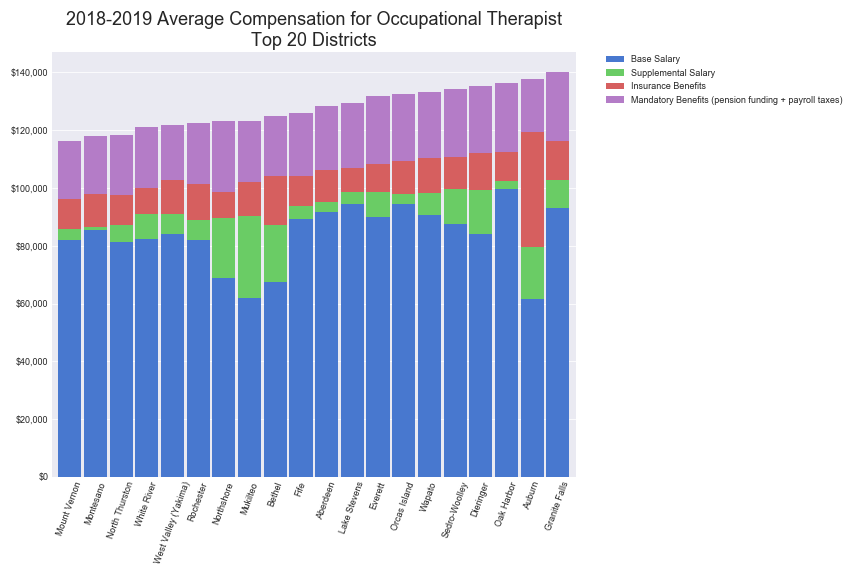 2018-2019 Average Compensation for Occupational Therapist
Top 20 Districts
Base Salary
Supplemental Salary
Insurance Benefits
Mandatory Benefits (pension funding + payroll taxes)
$140,000
$120,000
$100,000
$80,000
$60,000
$40,000
$20,000
$0
Mount Vernon
Montesano
North Thurston
White River
West Valley (Yakima)
Rochester
Northshore
Mukilteo
Bethel
Fife
Aberdeen
Lake Stevens
Everett
Orcas Island
Wapato
Sedro-Woolley
Dieringer
Oak Harbor
Auburn
Granite Falls